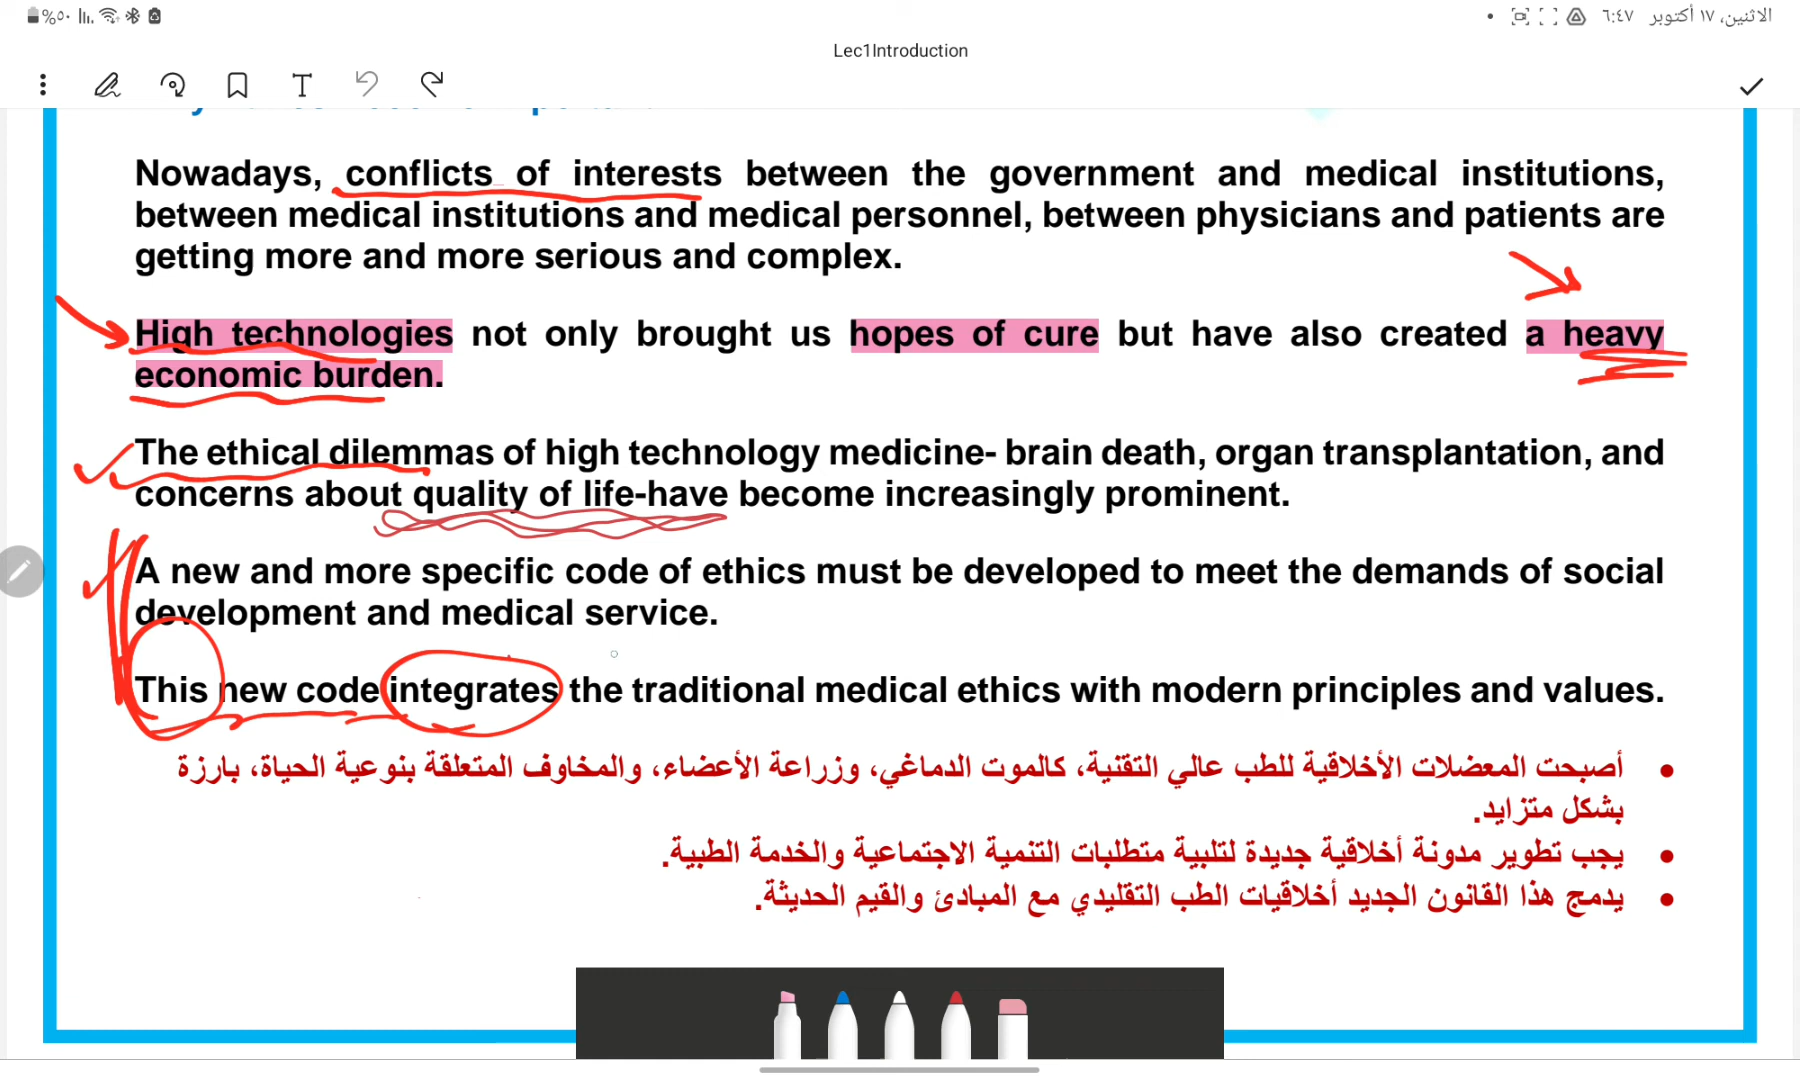 %٥٠
الاثنين، ١٧ أكتوبر ٦:٤٧
Lec1Introduction
Nowadays, conflicts of interests between the government and medical institutions,
between medical institutions and medical personnel, between physicians and patients are
getting more and more serious and complex.
High technologies not only brought us hopes of cure but have also created a heavy
economic burden.
The ethical dilemmas of high technology medicine- brain death, organ transplantation, and
concerns about quality of life-have become increasingly prominent.
A new and more specific code of ethics must be developed to meet the demands of social
development and medical service.
This new code integrates the traditional medical ethics with modern principles and values.
• أصبحت المعضلات الأخلاقية للطب عالي التقنية، كالموت الدماغي، وزراعة الأعضاء، والمخاوف المتعلقة بنوعية الحياة، بارزة
بشكل متزايد.
• يجب تطوير مدونة أخلاقية جديدة لتلبية متطلبات التنمية الاجتماعية والخدمة الطبية.
• يدمج هذا القانون الجديد أخلاقيات الطب التقليدي مع المبادئ والقيم الحديثة.